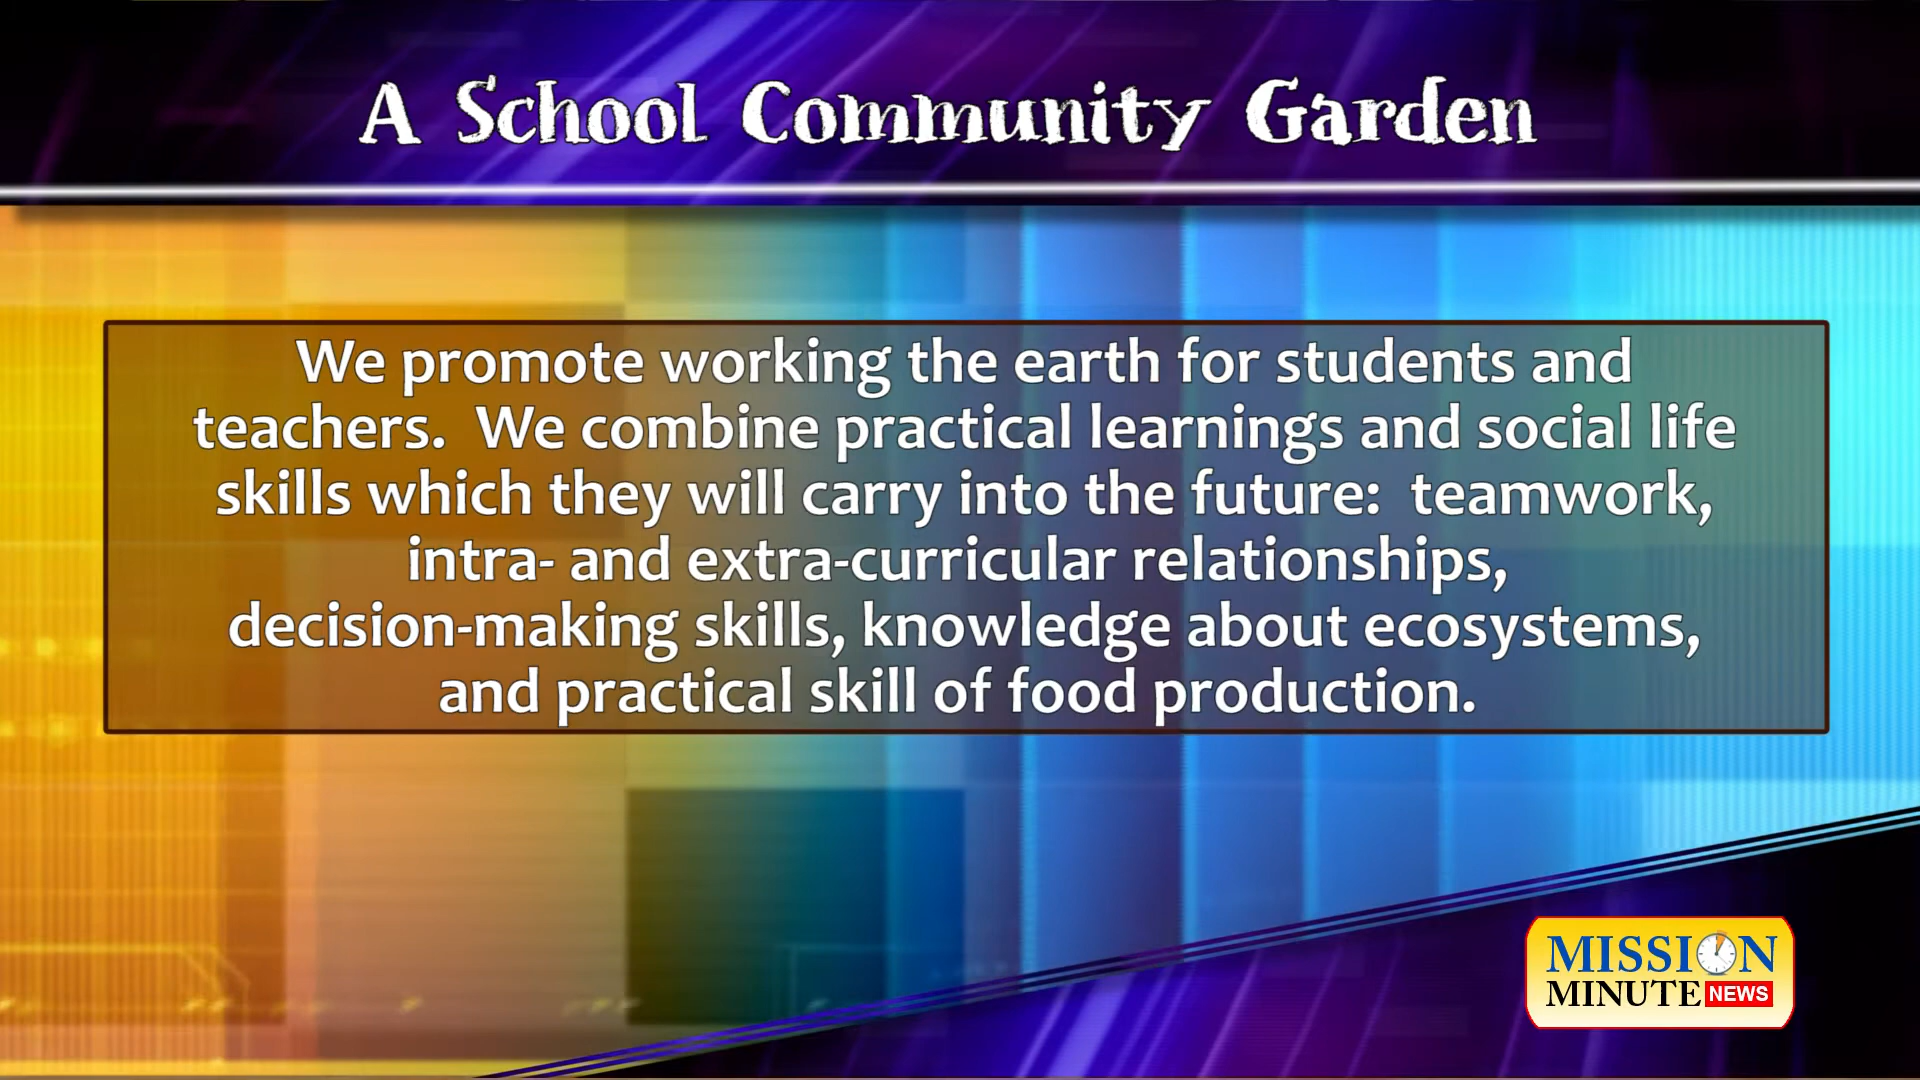 A School Community Garden
We promote working the earth for students and
teachers.  We combine practical learnings and social life
skills which they will carry into the future:  teamwork,
intra- and extra-curricular relationships,
decision-making skills, knowledge about ecosystems,
and practical skill of food production.
MISSION
MINUTE NEWS